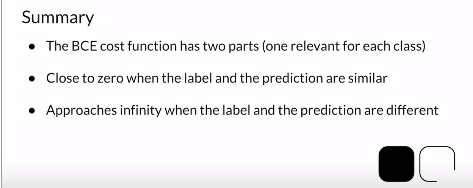 Summary
• The BCE cost function has two parts (one relevant for each class)
• Close to zero when the label and the prediction are similar
• Approaches infinity when the label and the prediction are different